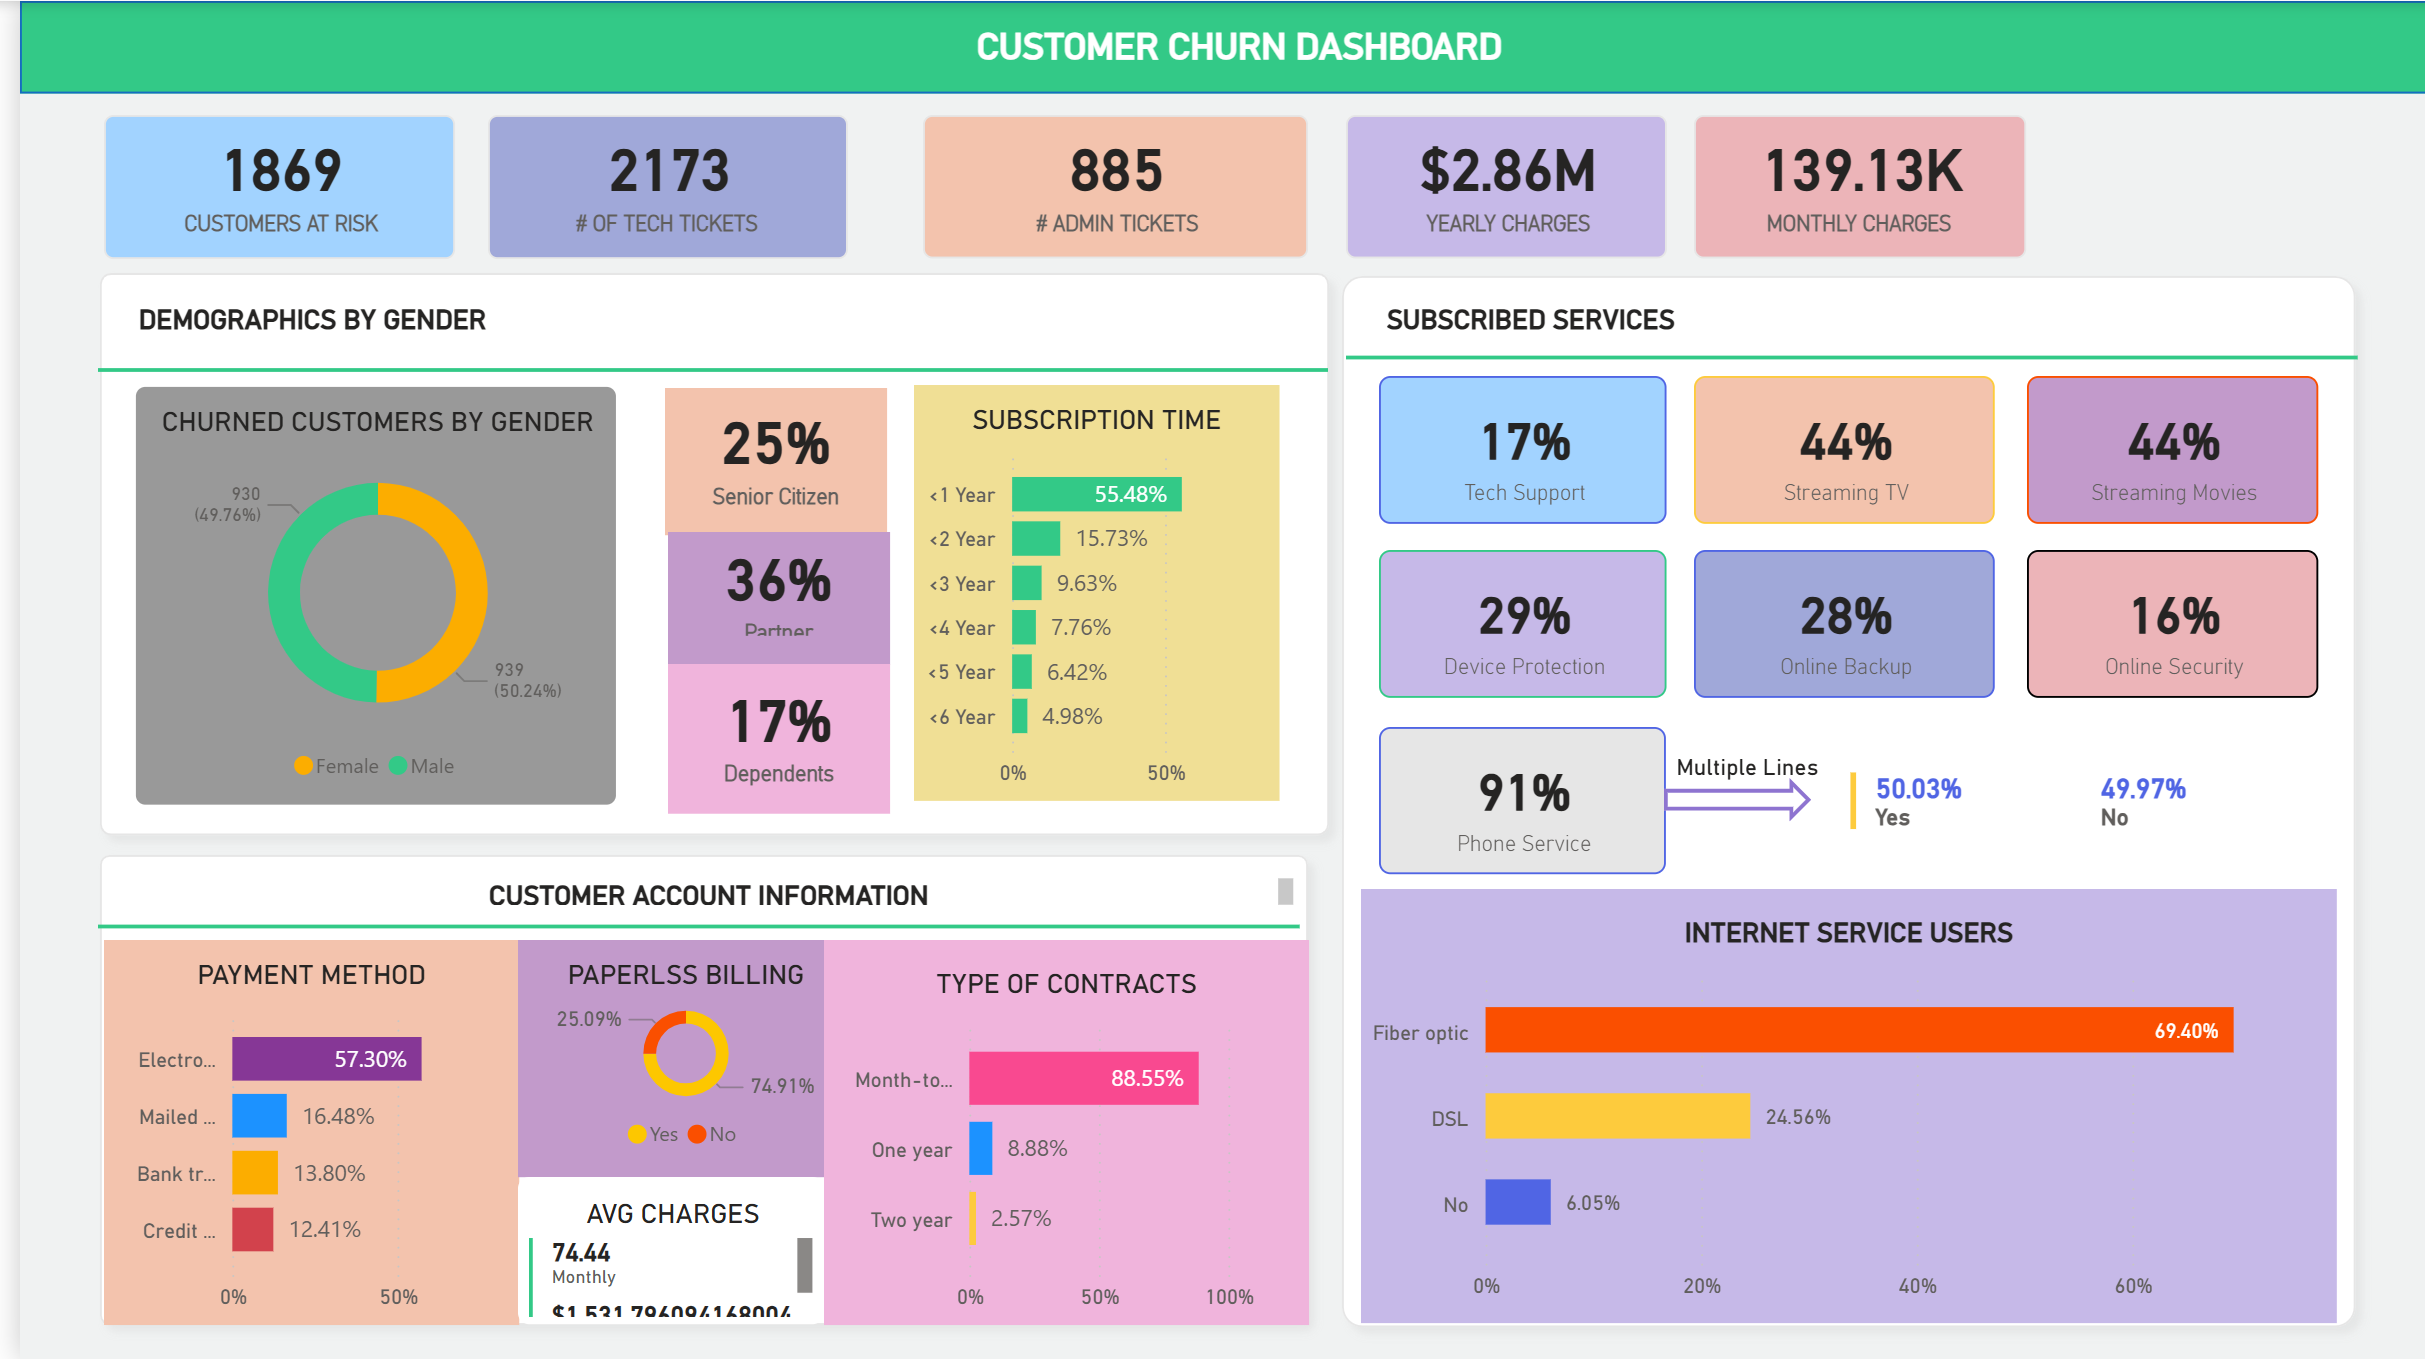 CUSTOMER CHURN DASHBOARD
1869
CUSTOMERS AT RISK
2173
# OF TECH TICKETS
885
# ADMIN TICKETS
$2.86M
YEARLY CHARGES
139.13K
MONTHLY CHARGES
DEMOGRAPHICS BY GENDER
CHURNED CUSTOMERS BY GENDER
930
(49.76%)
939
(50.24%)
Female Male
25%
Senior Citizen
36%
Partner
17%
Dependents
SUBSCRIPTION TIME
<1 Year 55.48%
<2 Year 15.73%
<3 Year 9.63%
<4 Year 7.76%
<5 Year 6.42%
<6 Year 4.98%
0% 50%
SUBSCRIBED SERVICES
17%
Tech Support
44%
Streaming TV
44%
Streaming Movies
29%
Device Protection
28%
Online Backup
16%
Online Security
91%
Phone Service
Multiple Lines
50.03%
Yes
49.97%
No
CUSTOMER ACCOUNT INFORMATION
PAYMENT METHOD
Electro... 57.30%
Mailed ... 16.48%
Bank tr... 13.80%
Credit ... 12.41%
0% 50%
PAPERLSS BILLING
25.09%
74.91%
Yes No
AVG CHARGES
74.44
Monthly
$1,531.796094168004
TYPE OF CONTRACTS
Month-to... 88.55%
One year 8.88%
Two year 2.57%
0% 50% 100%
INTERNET SERVICE USERS
Fiber optic 69.40%
DSL 24.56%
No 6.05%
0% 20% 40% 60%